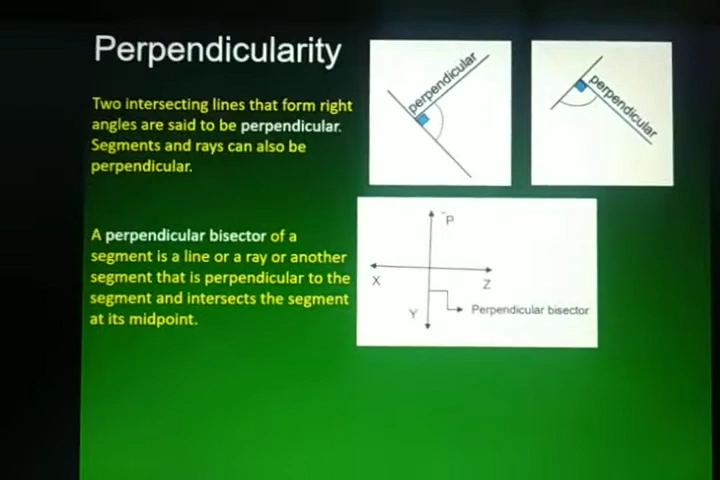 Perpendicularity
Two intersecting lines that form right
angles are said to be perpendicular.
Segments and rays can also be
perpendicular.
perpendicular
perpendicular
A perpendicular bisector of a
segment is a line or a ray or another
segment that is perpendicular to the
segment and intersects the segment
at its midpoint.
P
X
Z
Y
Perpendicular bisector